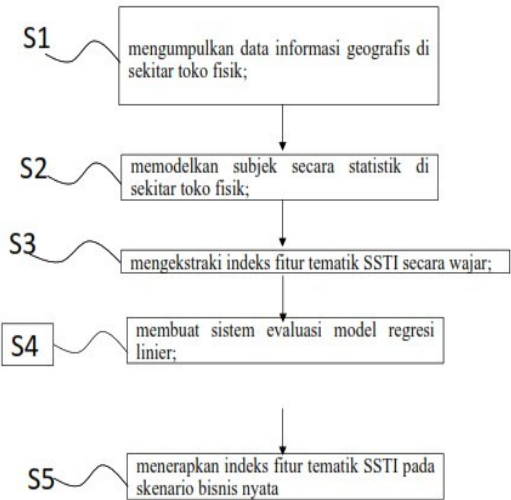 S1
mengumpulkan data informasi geografis di
sekitar toko fisik;
S2
memodelkan subjek secara statistik di
sekitar toko fisik;
S3
mengekstraki indeks fitur tematik SSTI secara wajar;
S4
membuat sistem evaluasi model regresi
linier;
S5
menerapkan indeks fitur tematik SSTI pada
skenario bisnis nyata